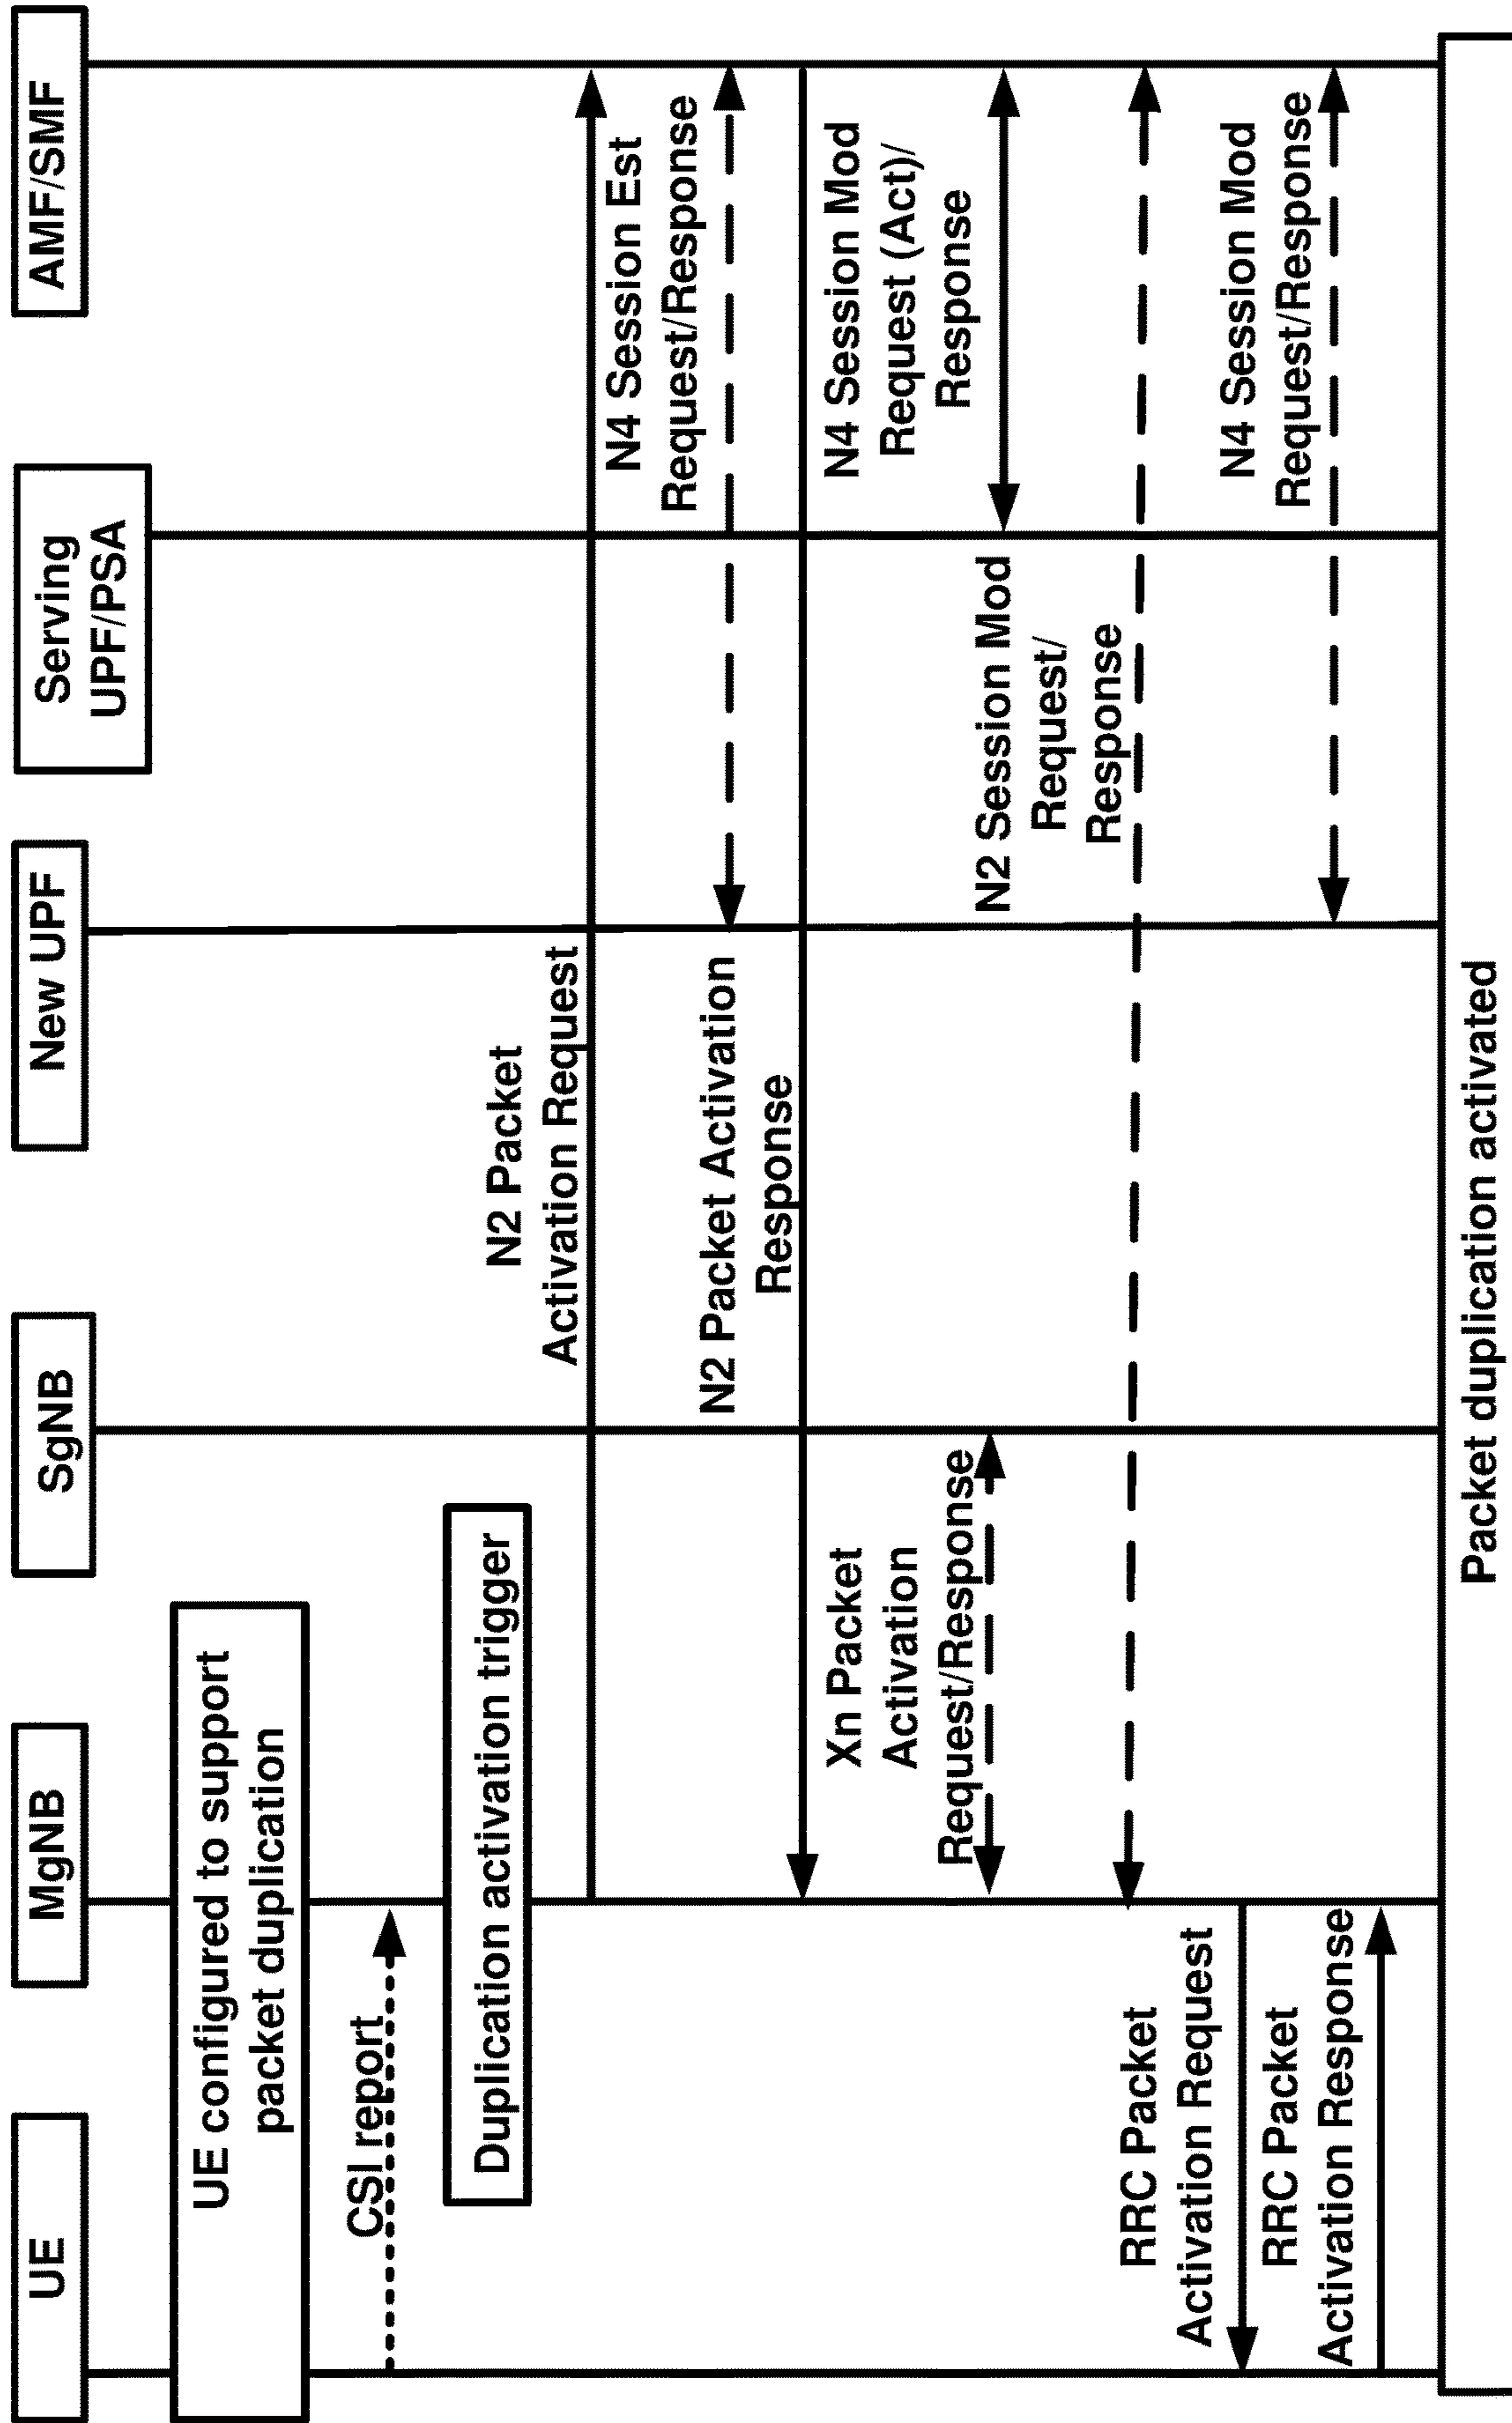 UE
MgNB
SgNB
New UPF
Serving
UPF/PSA
AMF/SMF
UE configured to support
packet duplication
CSI report
Duplication activation trigger
N2 Packet
Activation Request
N4 Session Est
Request/Response
N2 Packet Activation
Response
Xn Packet
Activation
Request/Response
N4 Session Mod
Request (Act)/
Response
N2 Session Mod
Request/
Response
RRC Packet
Activation Request
N4 Session Mod
Request/Response
RRC Packet
Activation Response
Packet duplication activated